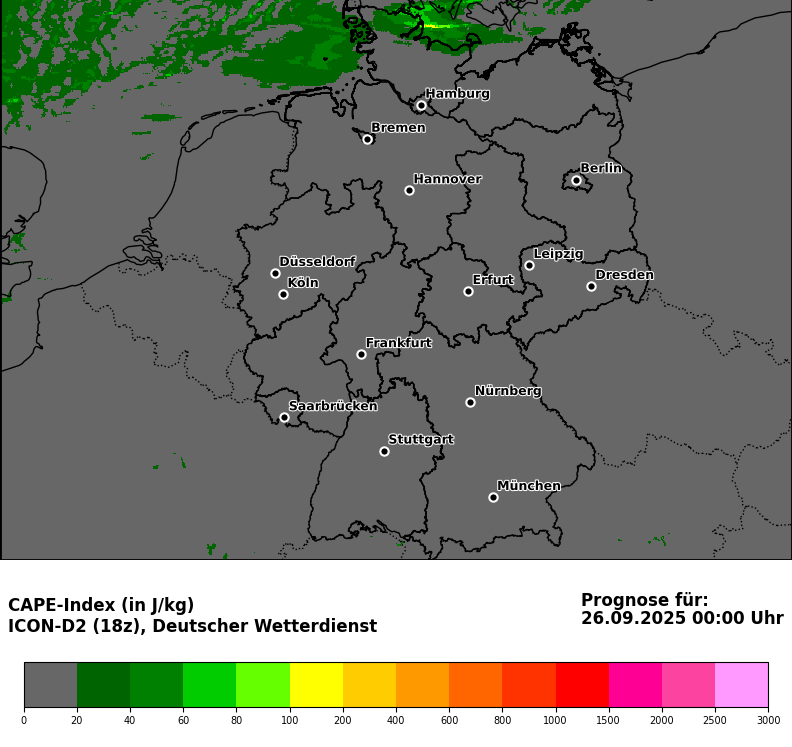 Hamburg
Bremen
Berlin
Hannover
Leipzig
Düsseldorf
Dresden
Köln
Erfurt
Frankfurt
Nürnberg
Saarbrücken
Stuttgart
München
CAPE-Index (in J/kg)
ICON-D2 (18z), Deutscher Wetterdienst
Prognose für:
26.09.2025 00:00 Uhr
0 20 40 60 80 100 200 400 600 800 1000 1500 2000 2500 3000